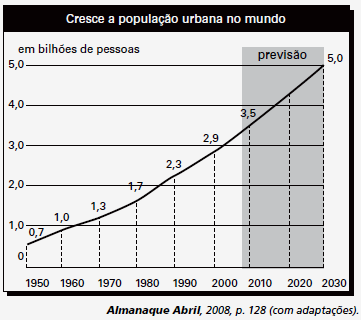 Cresce a população urbana no mundo
em bilhões de pessoas
previsão
5,0
5,0
4,0
3,5
3,0
2,9
2,3
2,0
1,7
1,3
1,0
1,0
0,7
0
1950 1960 1970 1980 1990 2000 2010 2020 2030
Almanaque Abril, 2008, p. 128 (com adaptações).